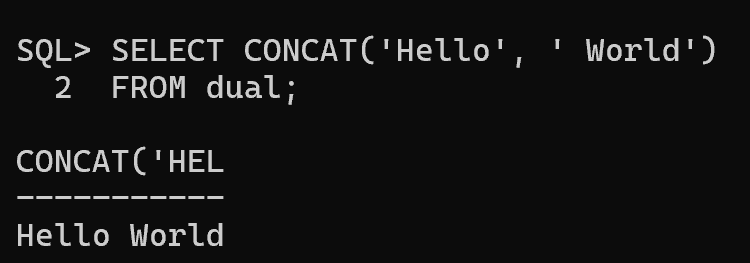 SQL> SELECT CONCAT('Hello', ' World')
  2  FROM dual;
CONCAT('HEL
-----------
Hello World